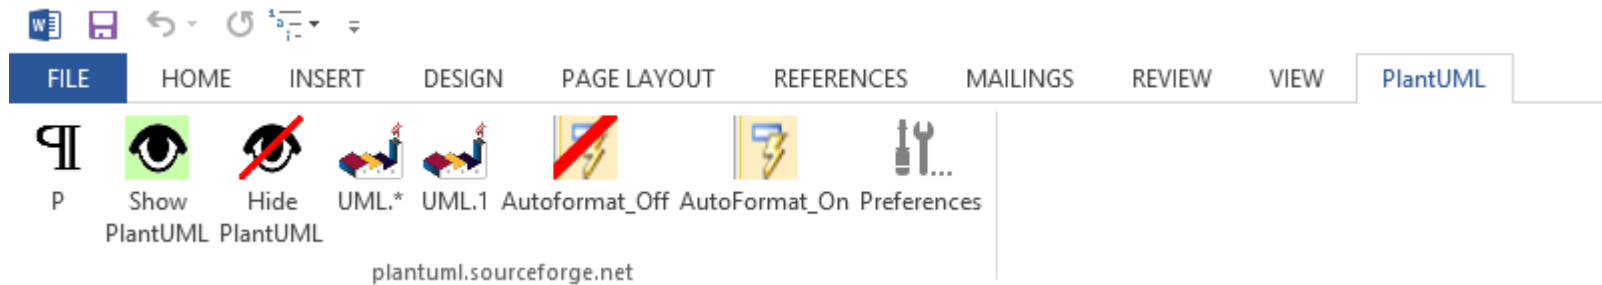 FILE HOME INSERT DESIGN PAGE LAYOUT REFERENCES MAILINGS REVIEW VIEW PlantUML
P Show Hide UML.* UML.1 Autoformat_Off AutoFormat_On Preferences
PlantUML PlantUML
plantuml.sourceforge.net